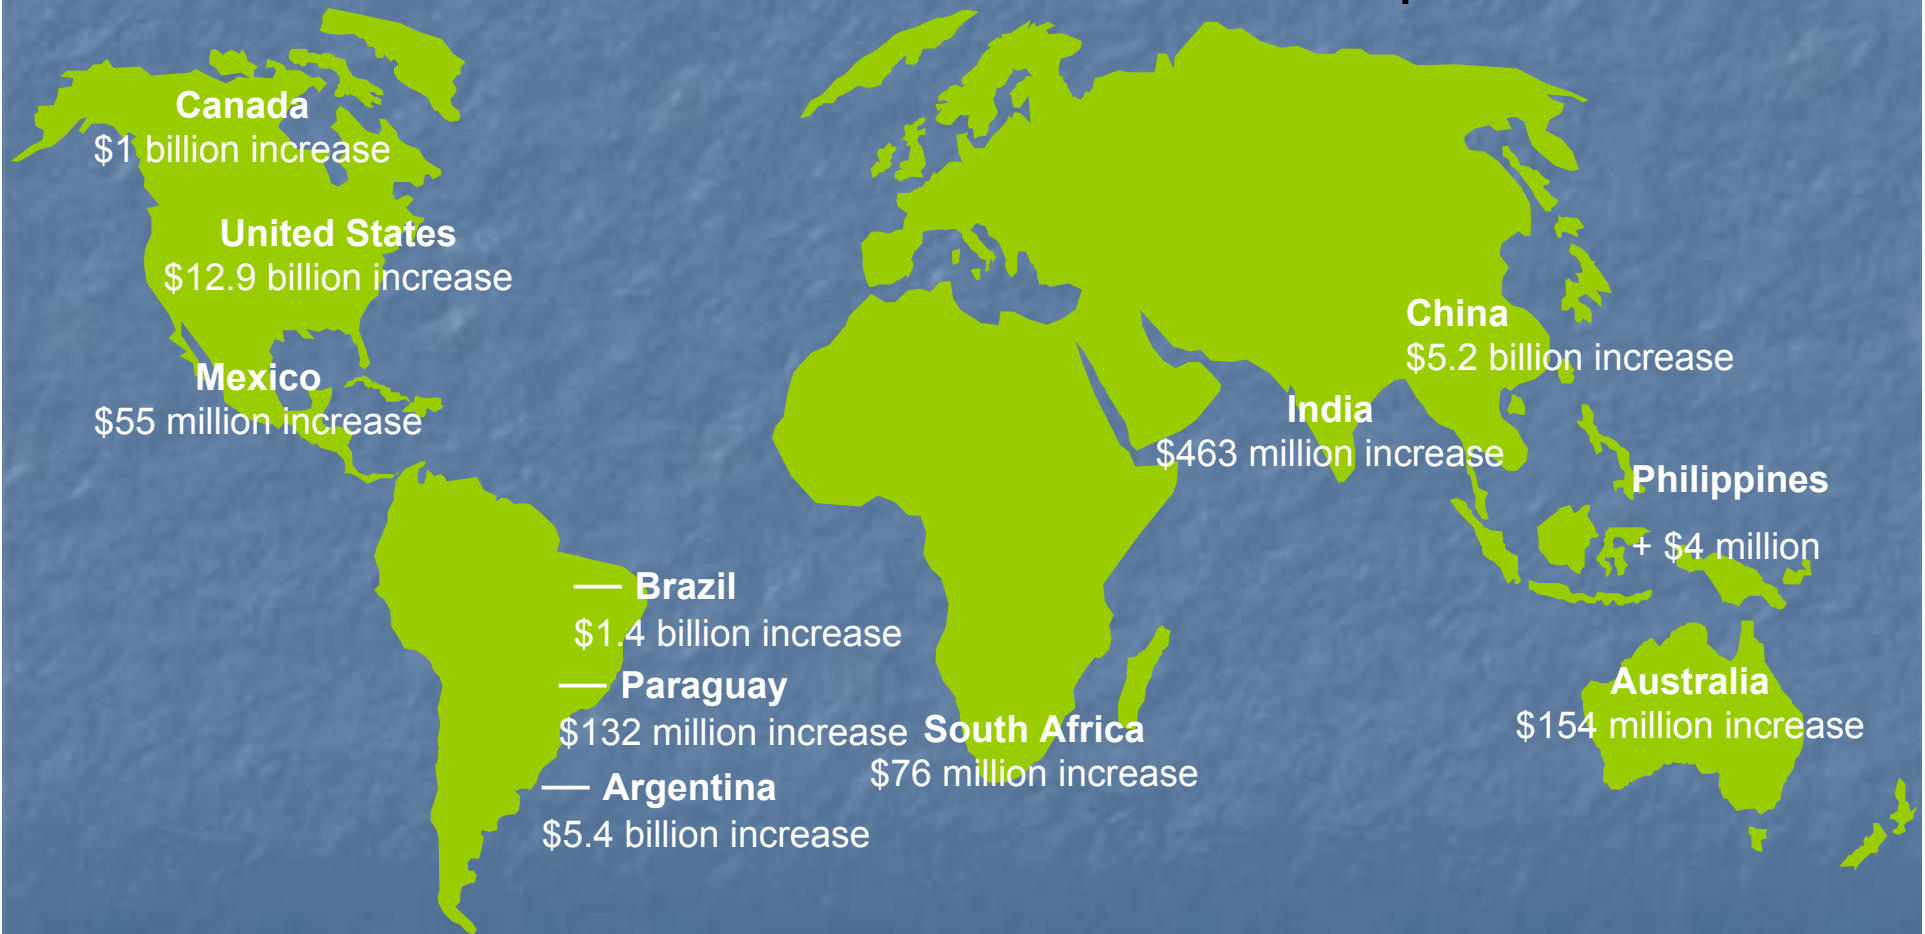 Canada
$1 billion increase
United States
$12.9 billion increase
Mexico
$55 million increase
China
$5.2 billion increase
India
$463 million increase
Philippines
+ $4 million
Brazil
$1.4 billion increase
Paraguay
$132 million increase
Argentina
$5.4 billion increase
South Africa
$76 million increase
Australia
$154 million increase